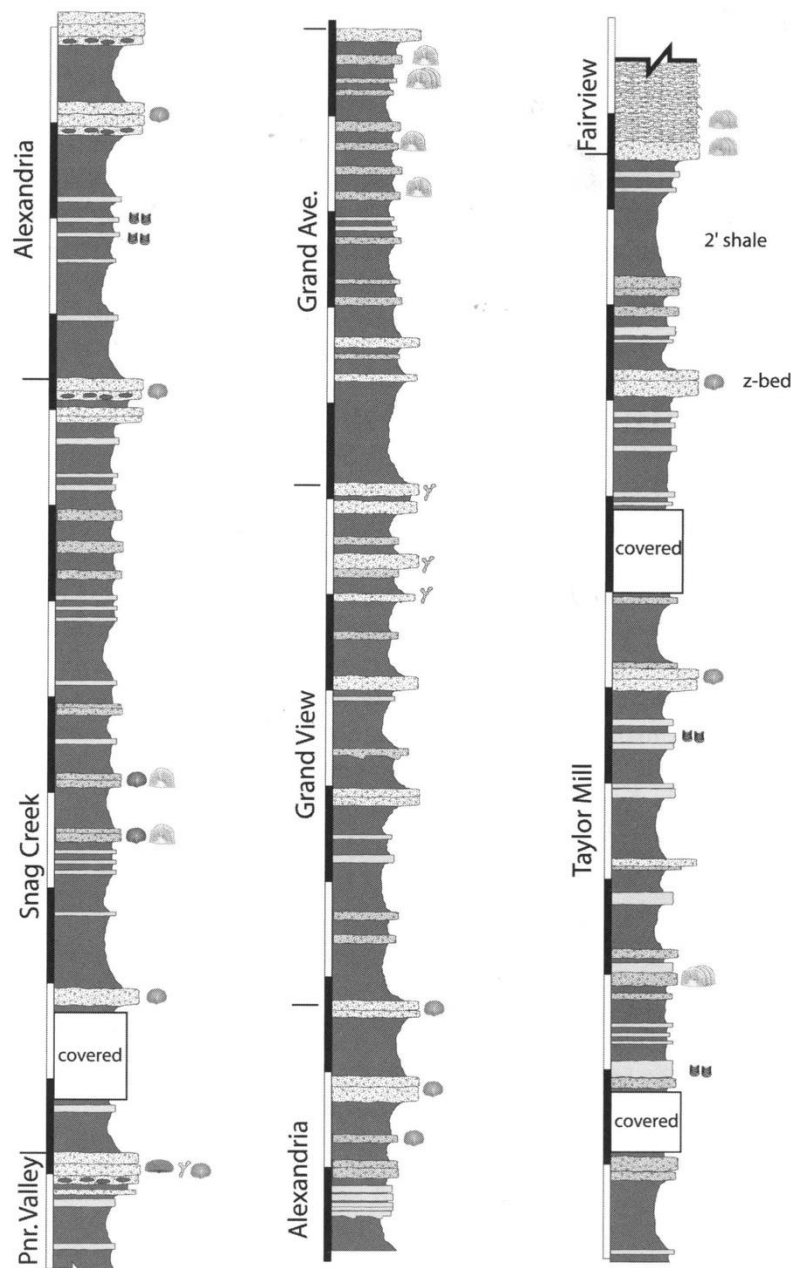 Alexandria
Snag Creek
covered
Pnr. Valley
Grand Ave.
Grand View
Alexandria
Fairview
2' shale
z-bed
covered
Taylor Mill
covered